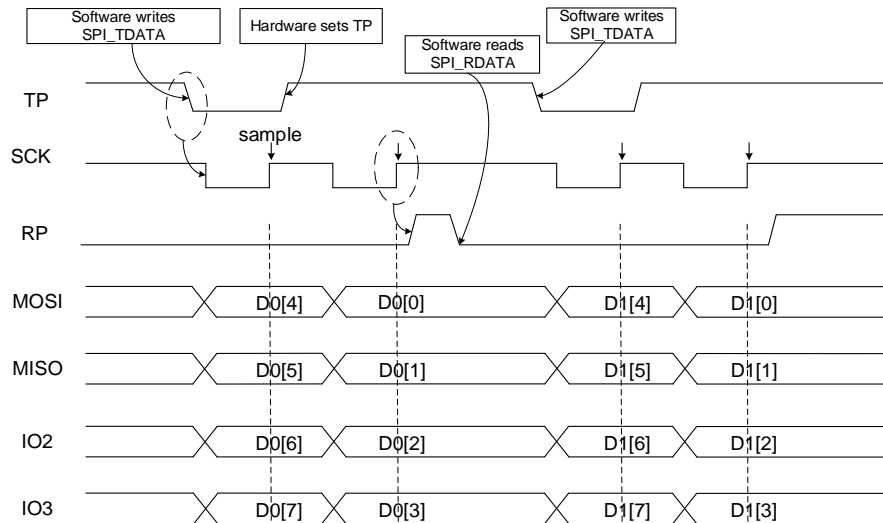 Software writes
SPI_TDATA
Hardware sets TP
Software reads
SPI_RDATA
Software writes
SPI_TDATA
TP
sample
SCK
RP
MOSI D0[4] D0[0] D1[4] D1[0]
MISO D0[5] D0[1] D1[5] D1[1]
IO2 D0[6] D0[2] D1[6] D1[2]
IO3 D0[7] D0[3] D1[7] D1[3]